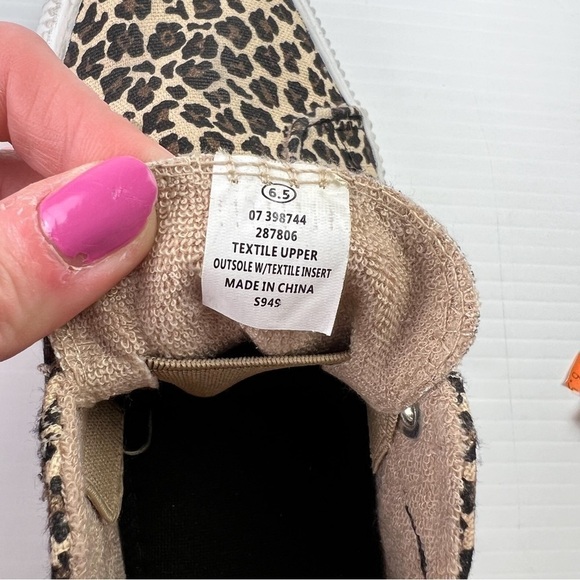 6.5
07 398744
287806
TEXTILE UPPER
OUTSOLE W/TEXTILE INSERT
MADE IN CHINA
S949